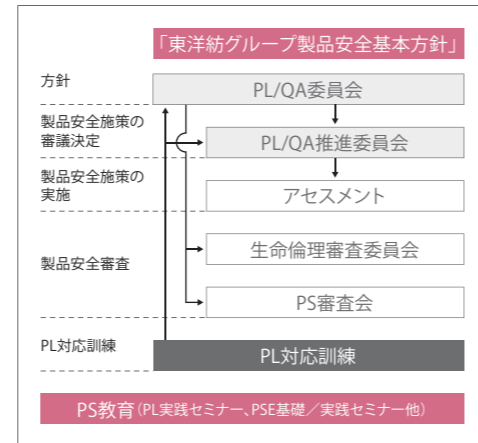 「東洋紡グループ製品安全基本方針」
方針
PL/QA委員会
製品安全施策の
審議決定
PL/QA推進委員会
製品安全施策の
実施
アセスメント
製品安全審査
生命倫理審査委員会
PS審査会
PL対応訓練
PL対応訓練
PS教育(PL実践セミナー、PSE基礎／実践セミナー他)